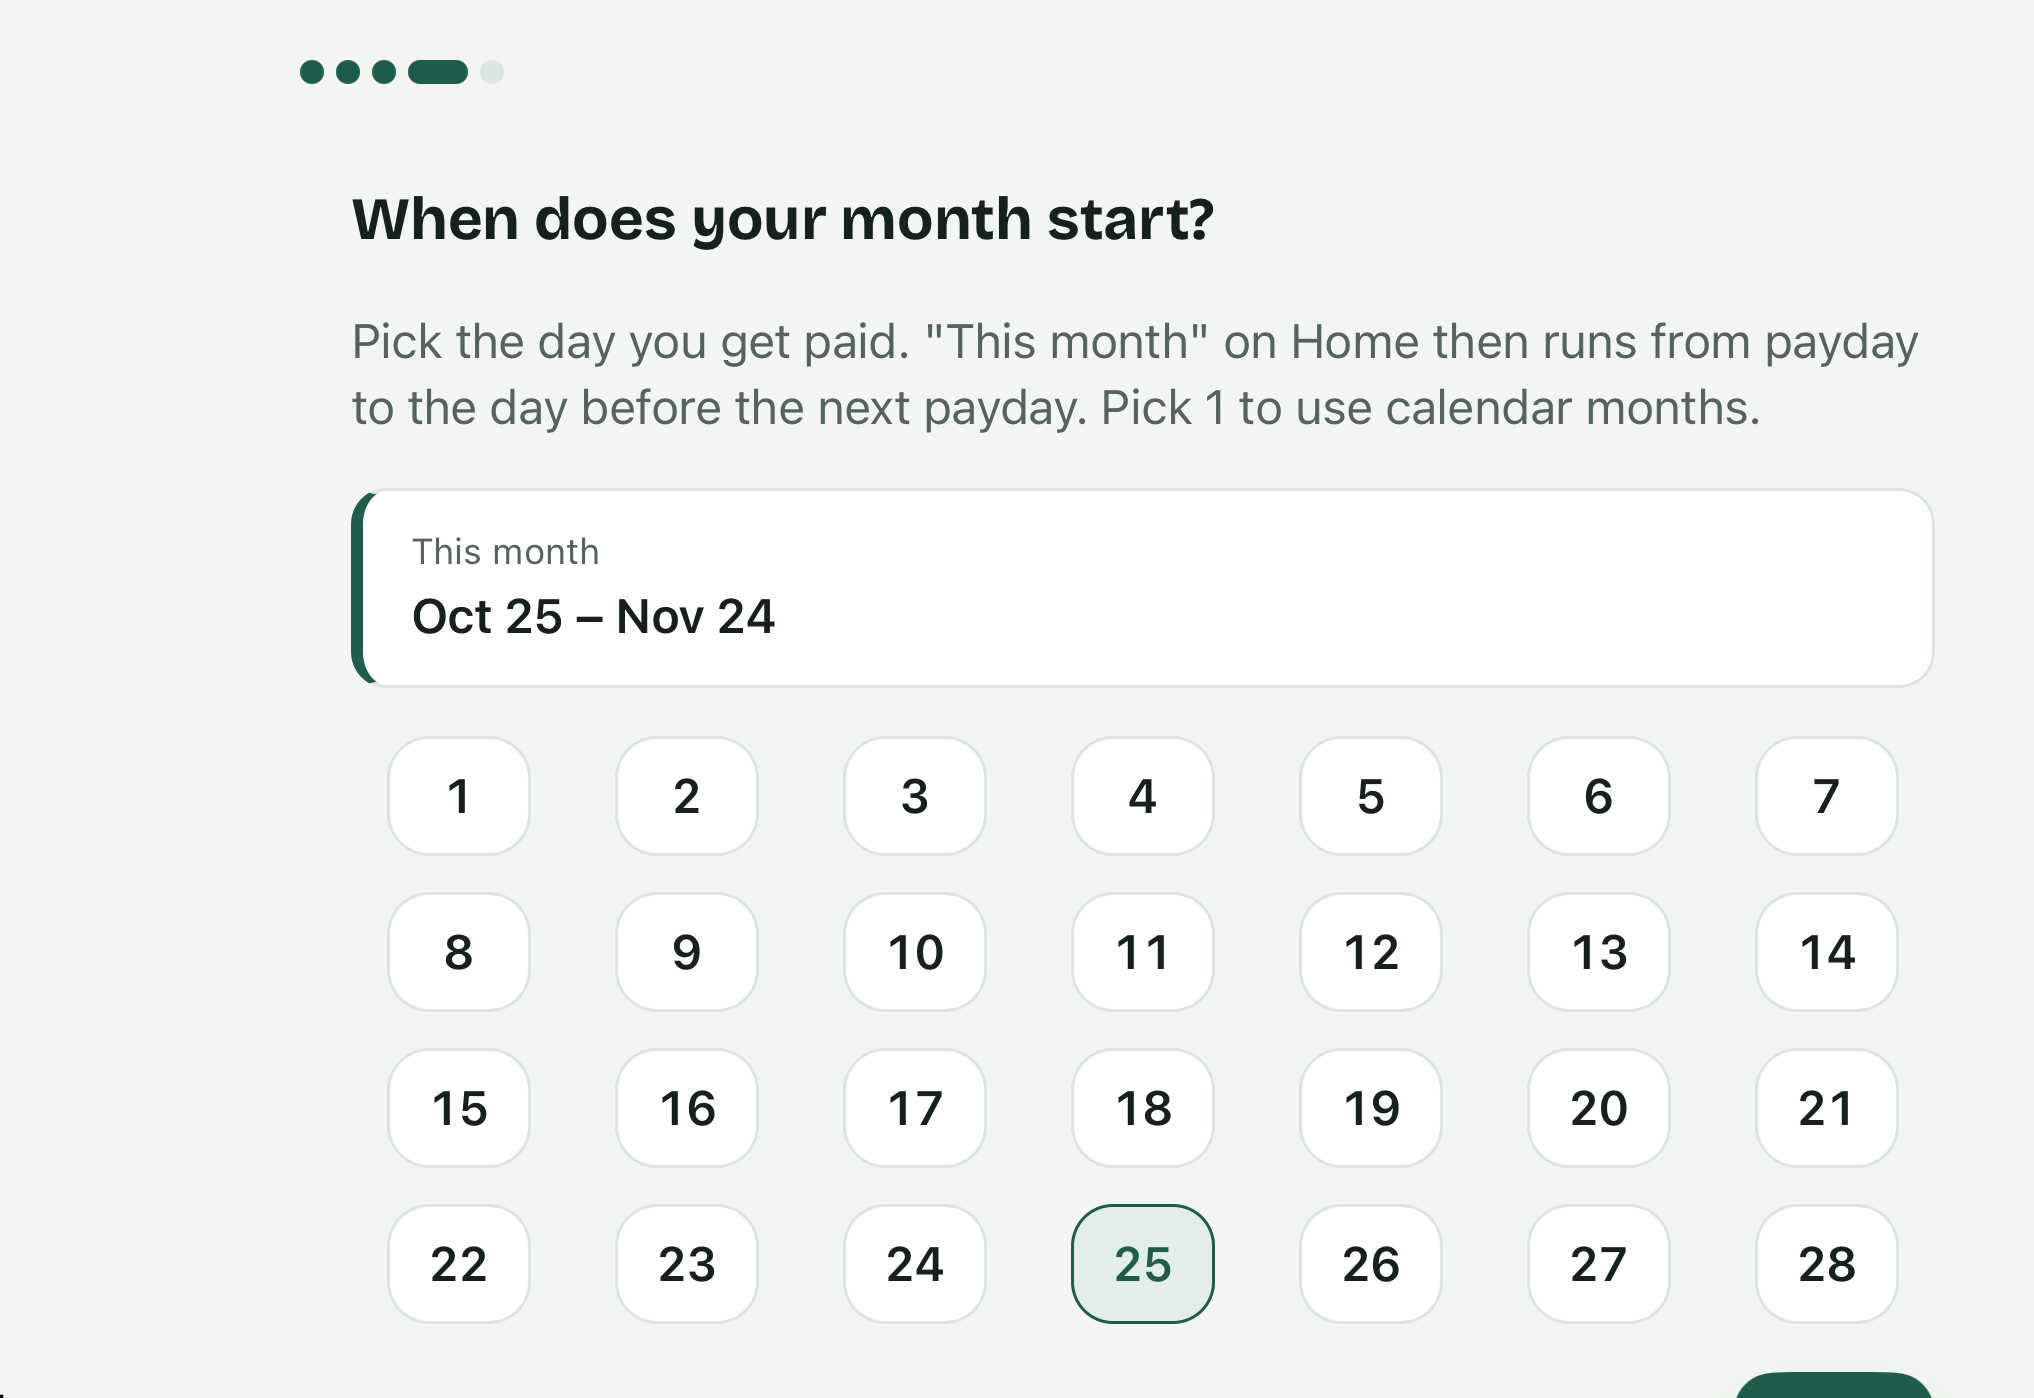 When does your month start?
Pick the day you get paid. "This month" on Home then runs from payday
to the day before the next payday. Pick 1 to use calendar months.
This month
Oct 25 – Nov 24
1 2 3 4 5 6 7
8 9 10 11 12 13 14
15 16 17 18 19 20 21
22 23 24 25 26 27 28